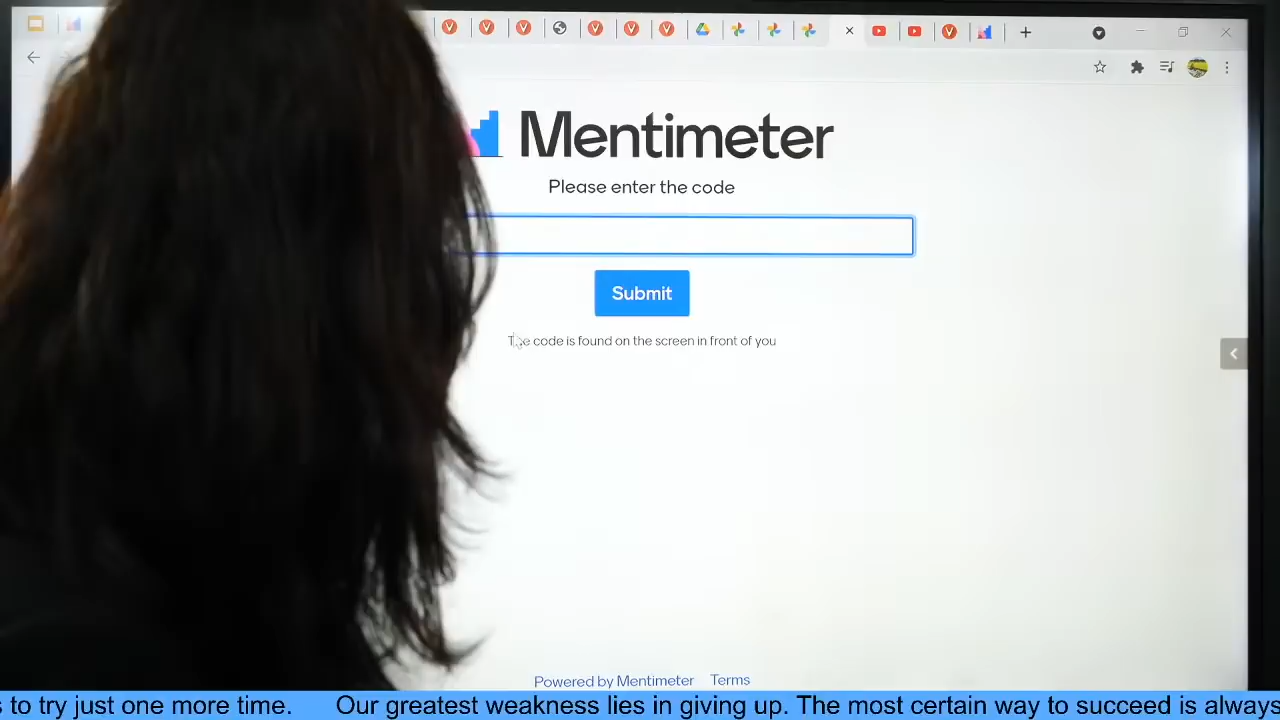 Mentimeter
Please enter the code
Submit
The code is found on the screen in front of you
Powered by Mentimeter Terms
to try just one more time. Our greatest weakness lies in giving up. The most certain way to succeed is always